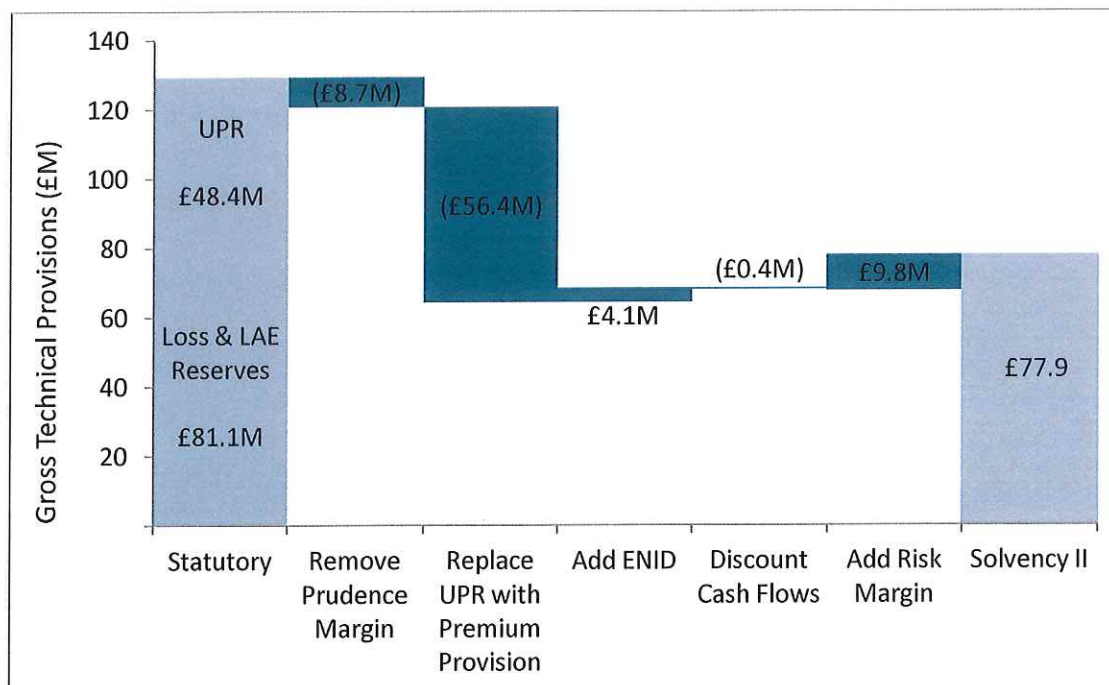 Gross Technical Provisions (£M)
140
120
100
80
60
40
20
-
UPR
£48.4M
Loss & LAE
Reserves
£81.1M
(£8.7M)
(£56.4M)
£4.1M
(£0.4M)
£9.8M
£77.9
Statutory
Remove
Prudence
Margin
Replace
UPR with
Premium
Provision
Add ENID
Discount
Cash Flows
Add Risk
Margin
Solvency II